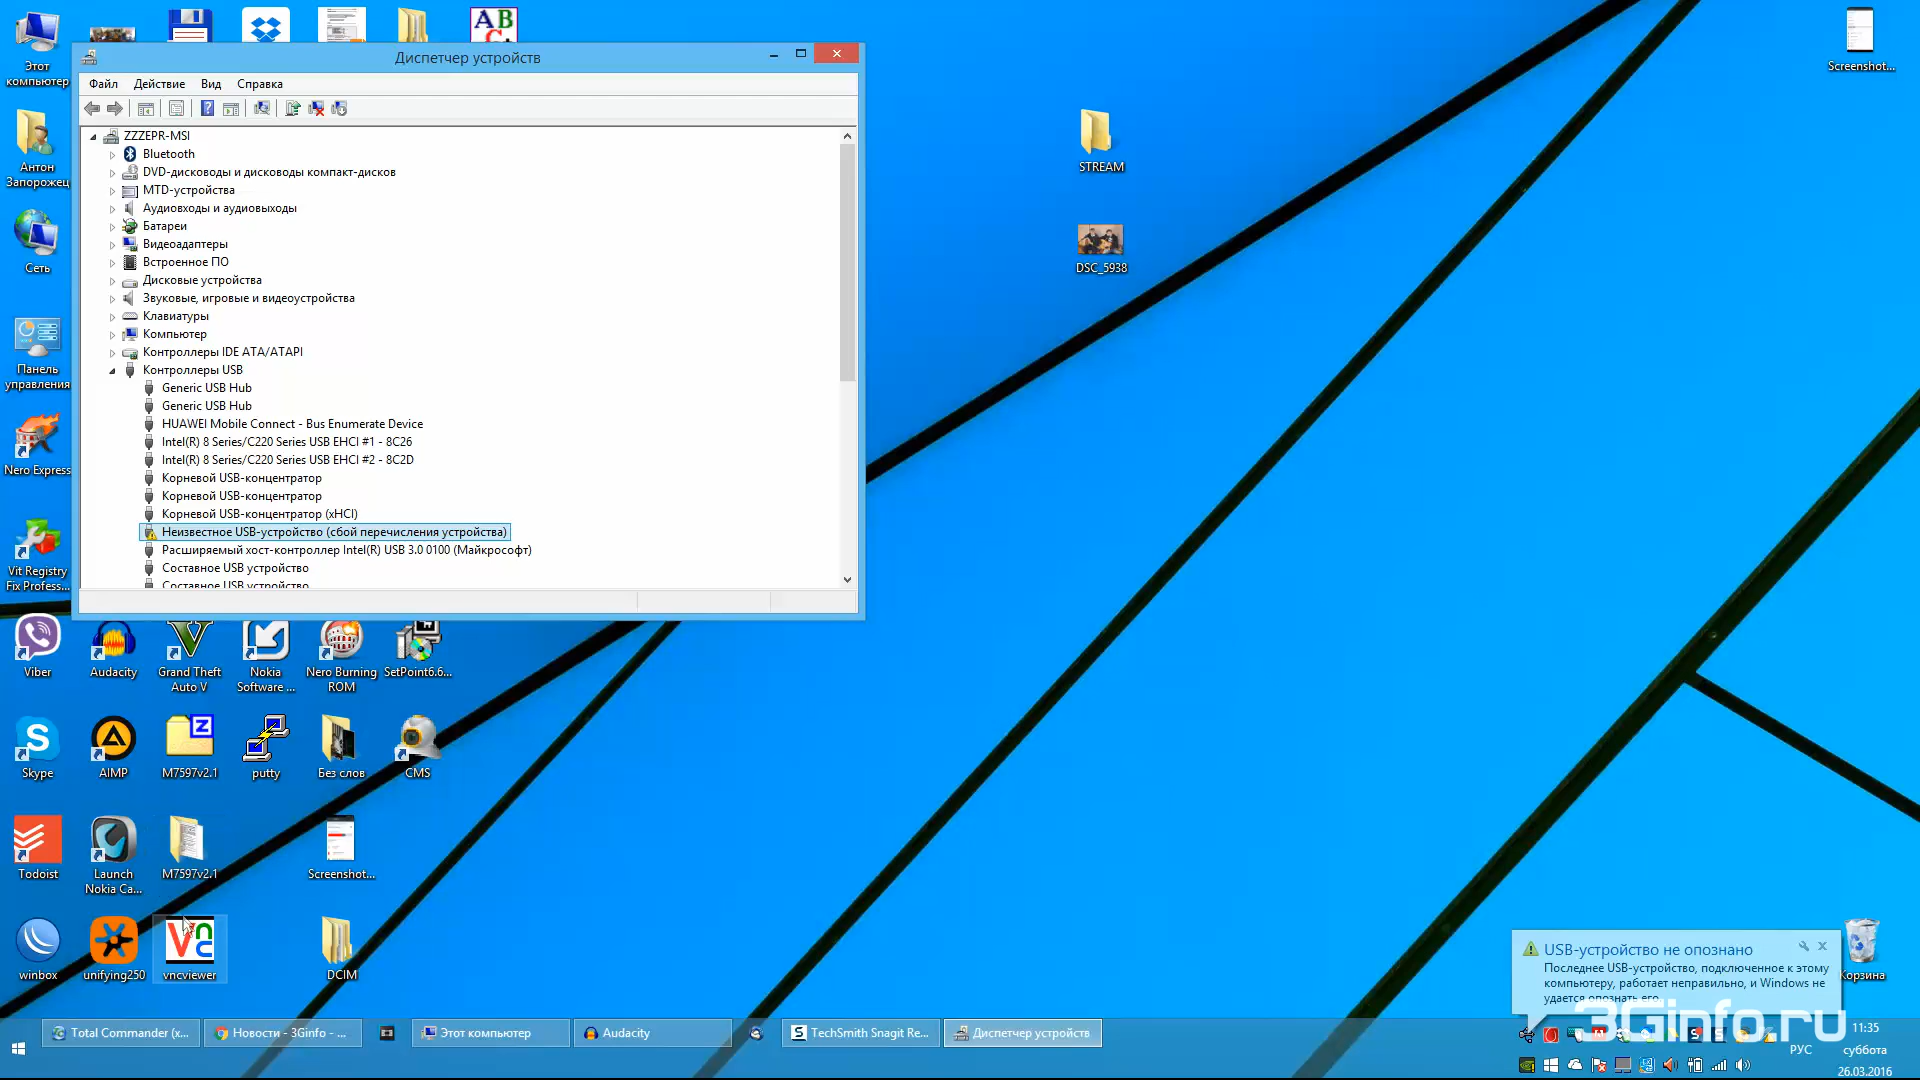 Этот
компьютер
Антон
Запорожец
Сеть
Панель
управления
Nero Express
Vit Registry
Fix Profess...
Диспетчер устройств
Файл Действие Вид Справка
ZZZEPR-MSI
Bluetooth
DVD-дисководы и дисководы компакт-дисков
MTD-устройства
Аудиовходы и аудиовыходы
Батареи
Видеоадаптеры
Встроенное ПО
Дисковые устройства
Звуковые, игровые и видеоустройства
Клавиатуры
Компьютер
Контроллеры IDE ATA/ATAPI
Контроллеры USB
Generic USB Hub
Generic USB Hub
HUAWEI Mobile Connect - Bus Enumerate Device
Intel(R) 8 Series/C220 Series USB EHCI #1 - 8C26
Intel(R) 8 Series/C220 Series USB EHCI #2 - 8C2D
Корневой USB-концентратор
Корневой USB-концентратор
Корневой USB-концентратор (xHCI)
Неизвестное USB-устройство (сбой перечисления устройства)
Расширяемый хост-контроллер Intel(R) USB 3.0 0100 (Майкрософт)
Составное USB устройство
Составное USB устройство
STREAM
DSC_5938
Screenshot...
Viber
Audacity
Grand Theft
Auto V
Nokia
Software ...
Nero Burning
ROM
SetPoint6.6...
Skype
AIMP
M7597v2.1
putty
Без слов
CMS
Todoist
Launch
Nokia Ca...
M7597v2.1
Screenshot...
winbox
unifying250
vncviewer
DCIM
Корзина
USB-устройство не опознано
Последнее USB-устройство, подключенное к этому
компьютеру, работает неправильно, и Windows не
удается опознать его.
3Ginfo.ru
Total Commander (x...
Новости - 3Ginfo - ...
Этот компьютер
Audacity
TechSmith Snagit Re...
Диспетчер устройств
РУС
11:35
суббота
26.03.2016